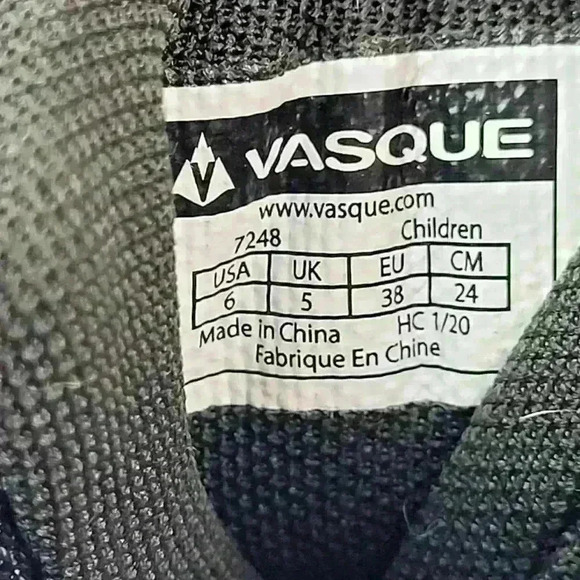 VASQUE
www.vasque.com
7248 Children
USA UK EU CM
6 5 38 24
Made in China HC 1/20
Fabrique En Chine